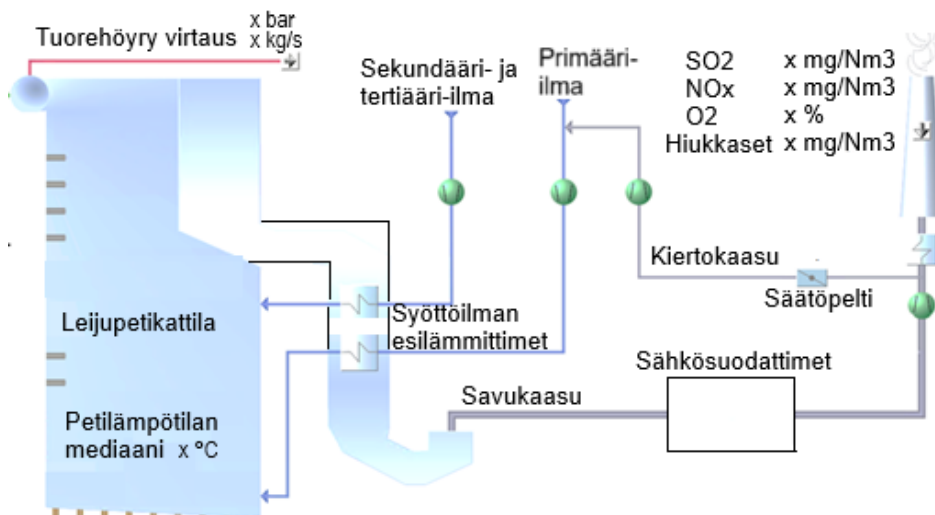 Tuorehöyry virtaus
x bar
x kg/s
Sekundääri- ja
tertiääri-ilma
Primääri-
ilma
SO2 x mg/Nm3
NOx x mg/Nm3
O2 x %
Hiukkaset x mg/Nm3
Kiertokaasu
Säätöpelti
Leijupetikattila
Syöttöilman
esilämmittimet
Sähkösuodattimet
Savukaasu
Petilämpötilan
mediaani x °C